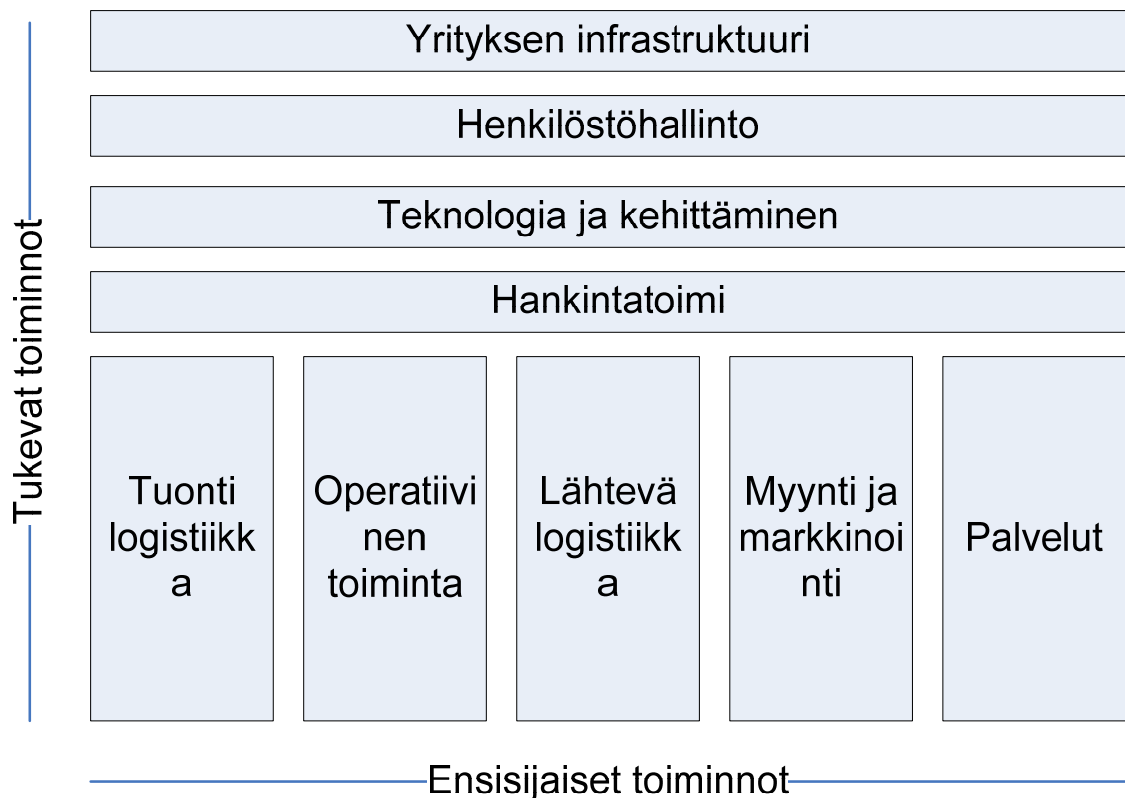 Yrityksen infrastruktuuri
Henkilöstöhallinto
Teknologia ja kehittäminen
Hankintatoimi
Tukevat toiminnot
Tuonti
logistiikk
a
Operatiivi
nen
toiminta
Lähtevä
logistiikk
a
Myynti ja
markkinoi
nti
Palvelut
Ensisijaiset toiminnot